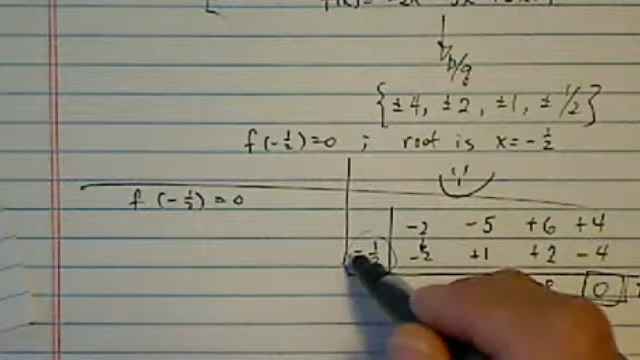 p/q
{±4, ±2, ±1, ±1/2}
f(-1/2)=0 ; root is x=-1/2
f(-1/2)=0
-2 -5 +6 +4
-1/2 -2 +1 +2 -4
0